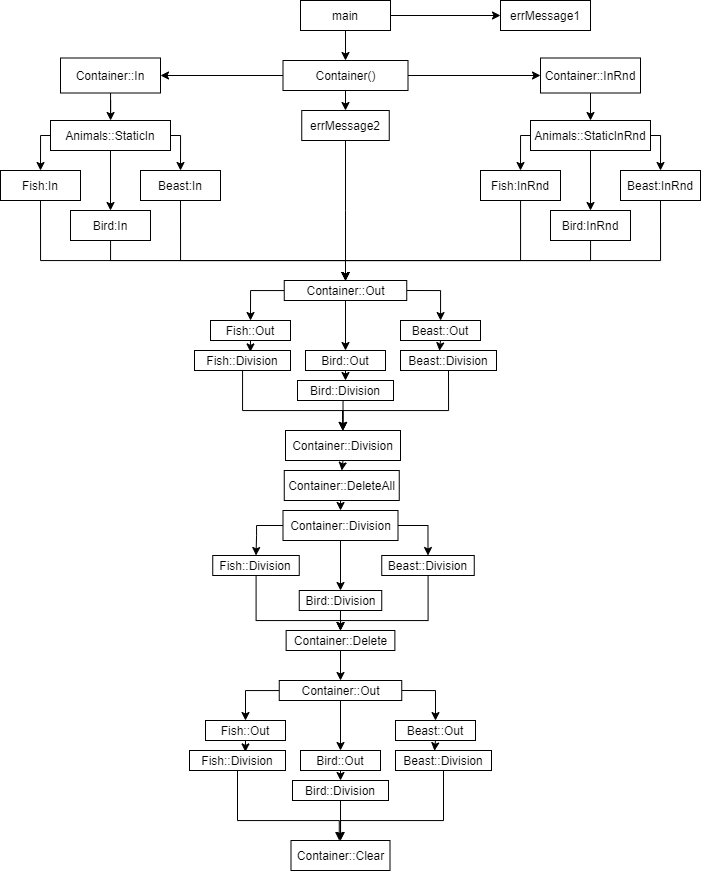 main
errMessage1
Container::In
Container()
Container::InRnd
errMessage2
Animals::StaticIn
Animals::StaticInRnd
Fish:In
Beast:In
Fish:InRnd
Beast:InRnd
Bird:In
Bird:InRnd
Container::Out
Fish::Out
Beast::Out
Fish::Division
Bird::Out
Beast::Division
Bird::Division
Container::Division
Container::DeleteAll
Container::Division
Fish::Division
Beast::Division
Bird::Division
Container::Delete
Container::Out
Fish::Out
Beast::Out
Fish::Division
Bird::Out
Beast::Division
Bird::Division
Container::Clear